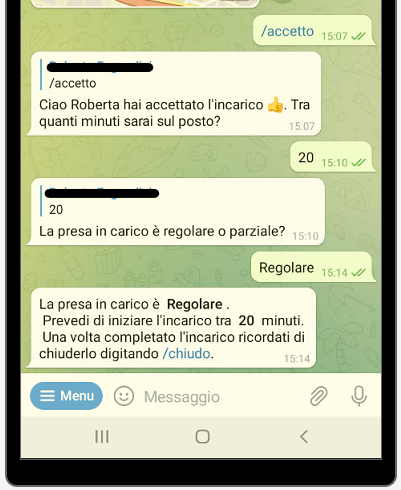 /accetto 15:07
/accetto
Ciao Roberta hai accettato l'incarico 👍. Tra
quanti minuti sarai sul posto?
15:07
20 15:10
20
La presa in carico è regolare o parziale? 15:10
Regolare 15:14
La presa in carico è Regolare .
Prevedi di iniziare l'incarico tra 20 minuti.
Una volta completato l'incarico ricordati di
chiuderlo digitando /chiudo.
15:14
Menu
Messaggio